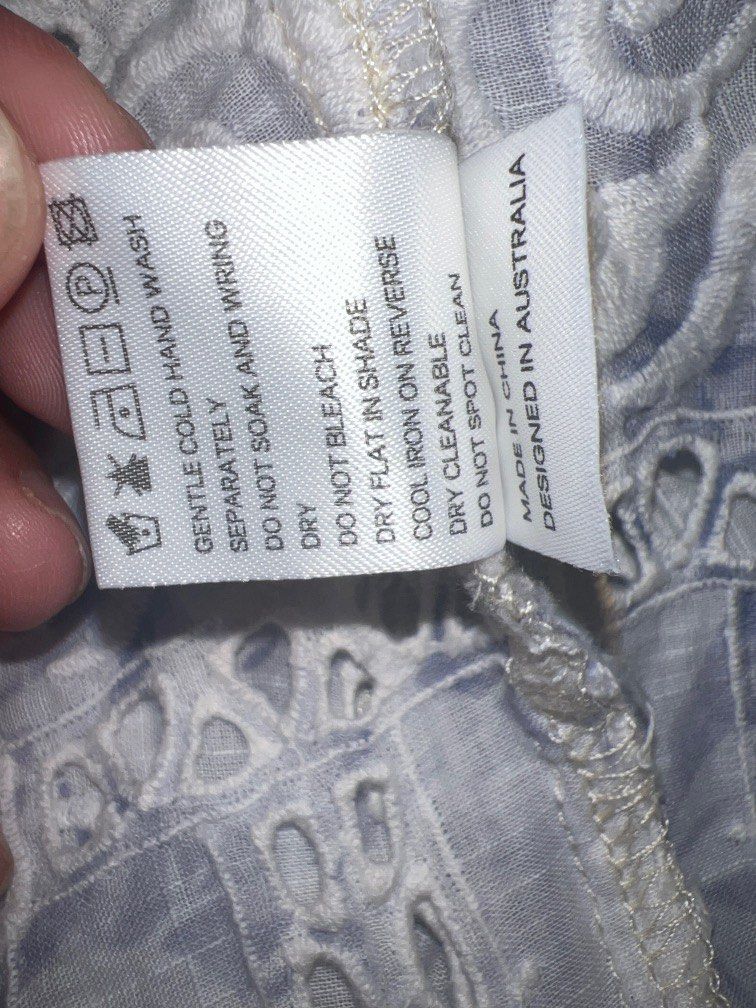 GENTLE COLD HAND WASH
SEPARATELY
DO NOT SOAK AND WRING
DRY
DO NOT BLEACH
DRY FLAT IN SHADE
COOL IRON ON REVERSE
DRY CLEANABLE
DO NOT SPOT CLEAN
MADE IN CHINA
DESIGNED IN AUSTRALIA
P